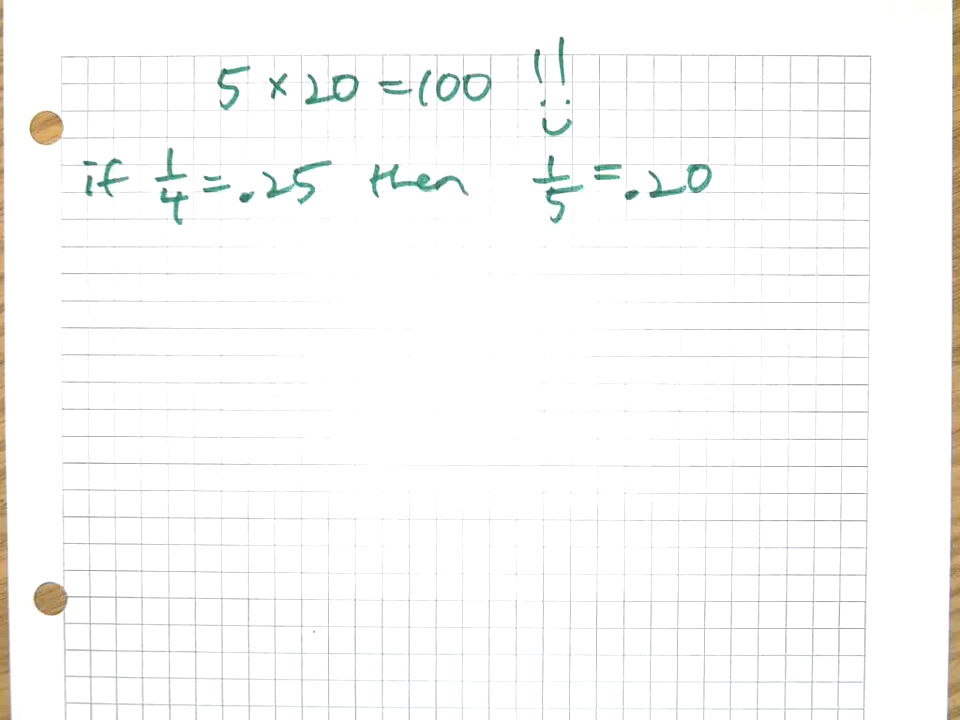 5 × 20 = 100 !!
if 1/4 = .25 then 1/5 = .20